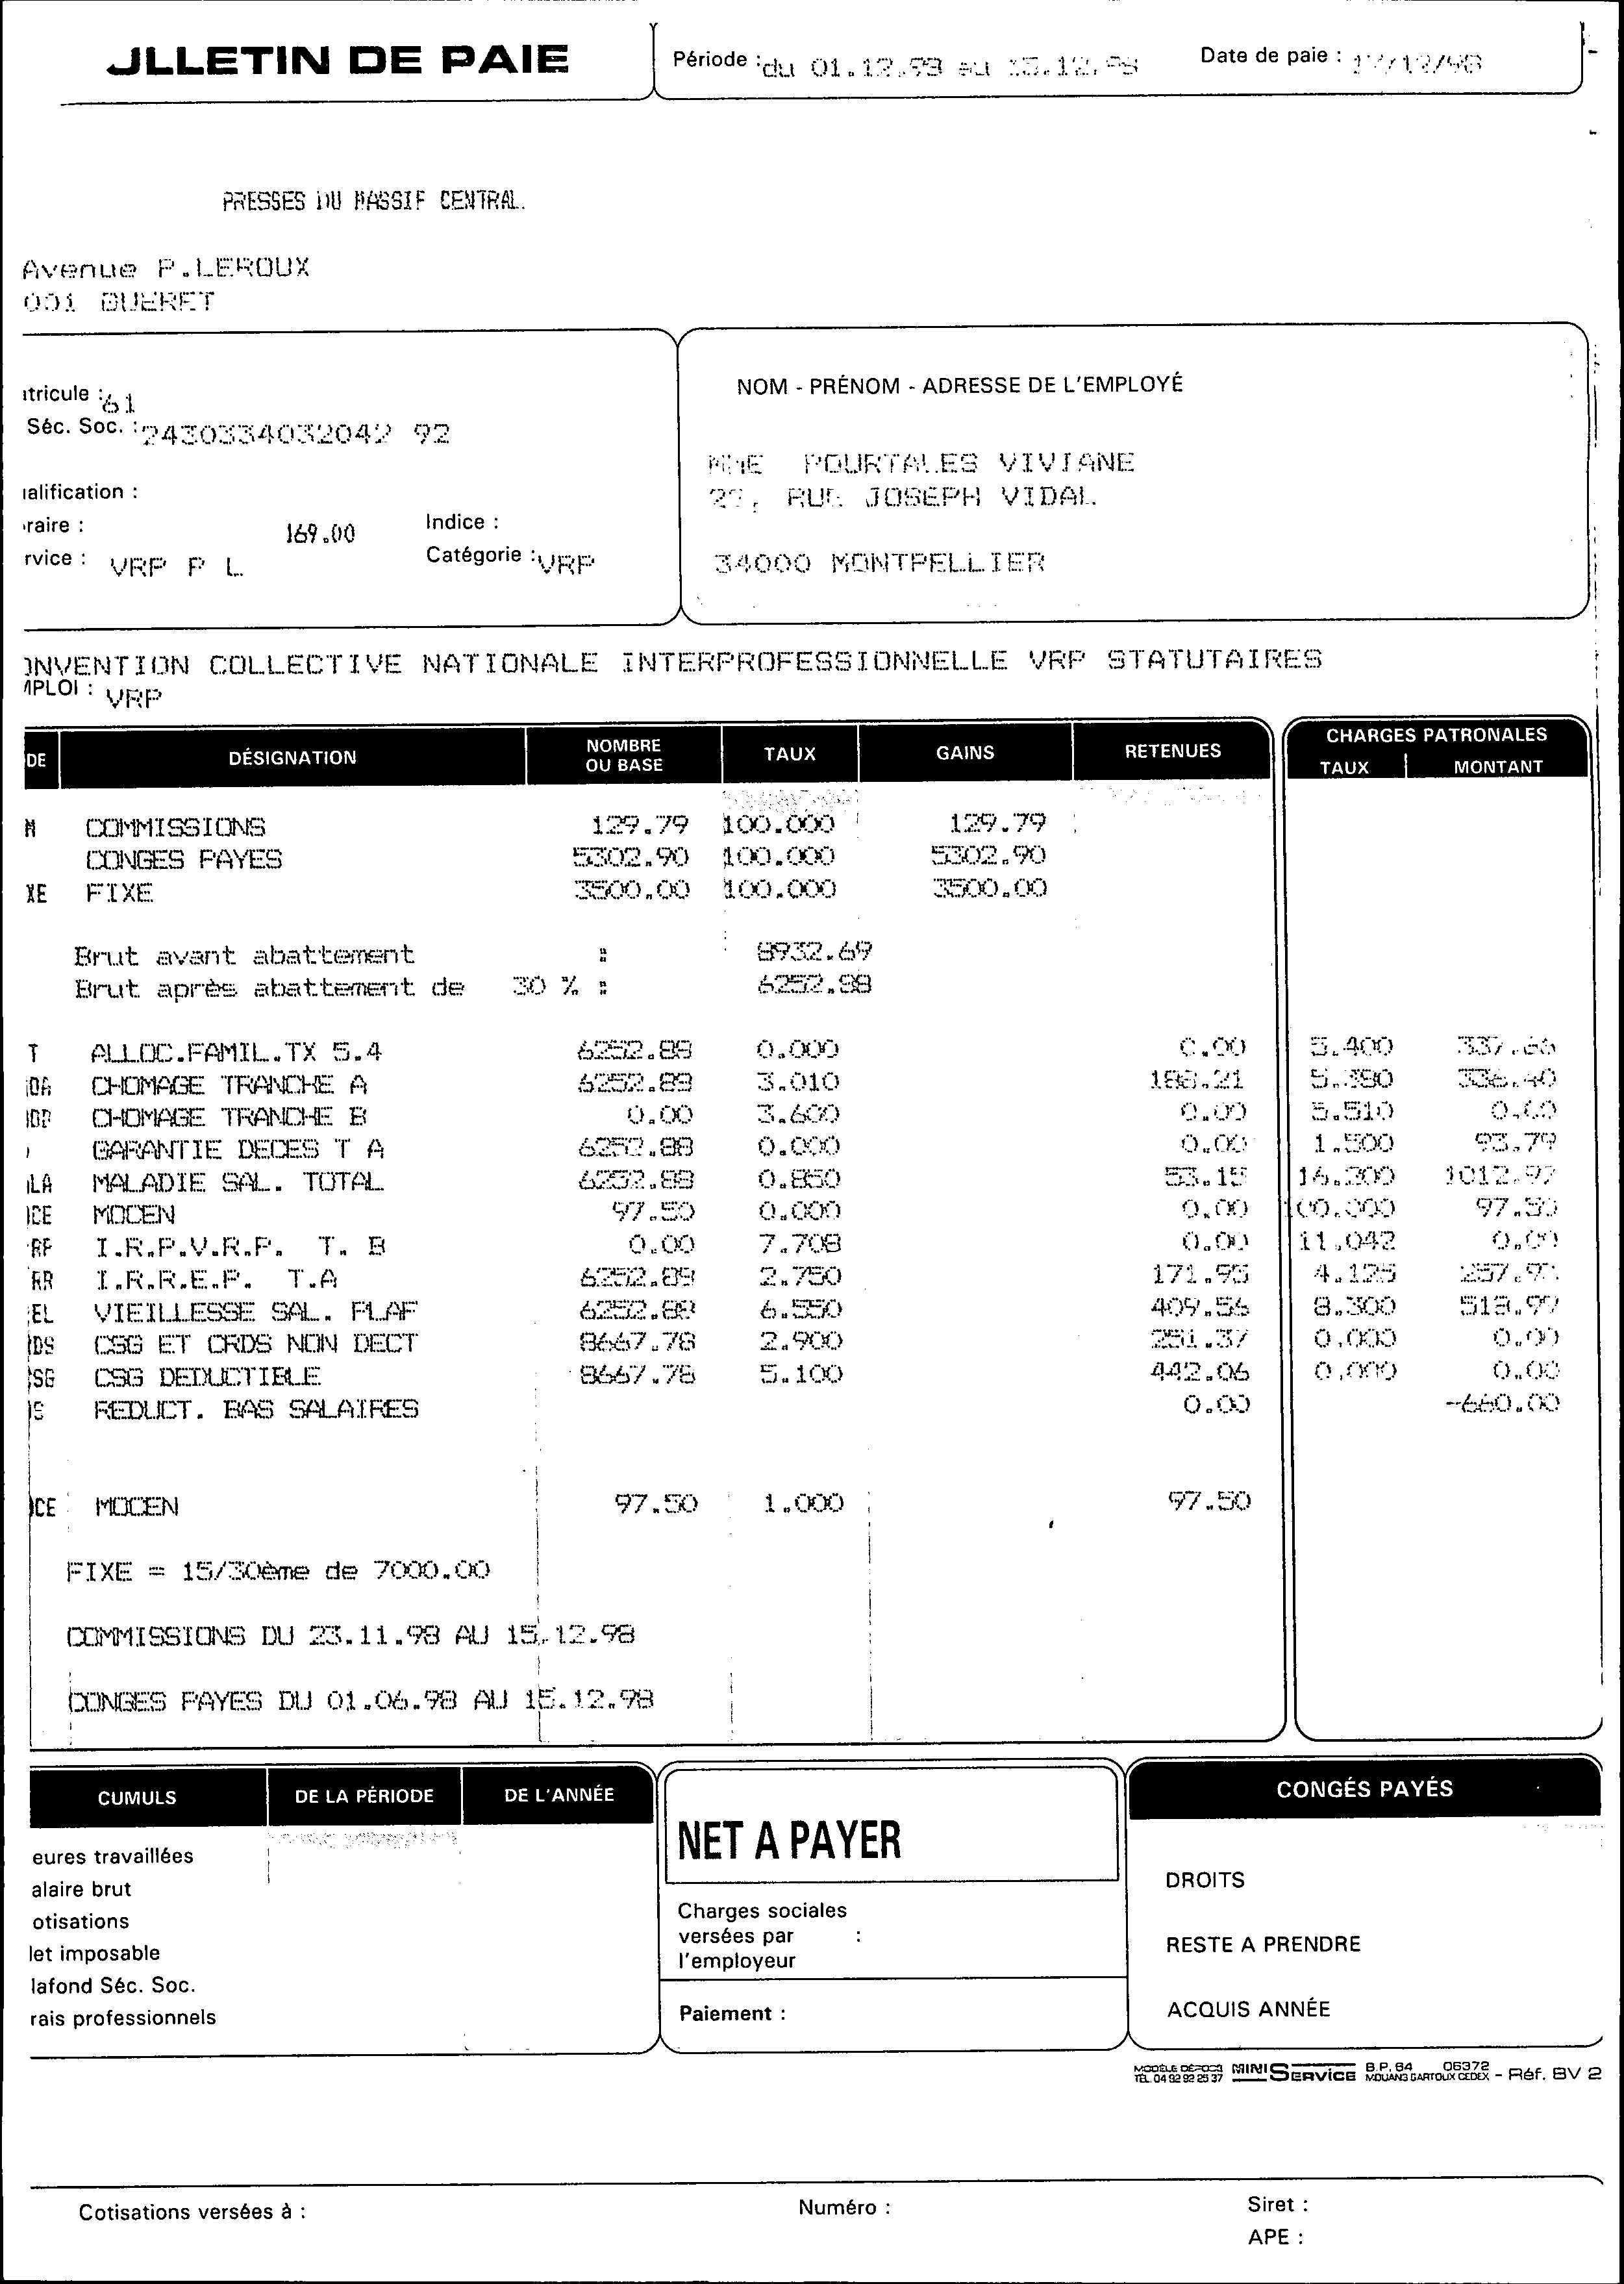 JLLETIN DE PAIE
Période : du 01.12.98 au 15.12.98
Date de paie : 17/12/98
PRESSES DU MASSIF CENTRAL.
Avenue P.LEROUX
001 GUERET
atricule : 61
Séc. Soc. : 2430334032042 92
alification :
raire : 169.00 Indice :
rvice : VRP P L Catégorie : VRP
NOM - PRÉNOM - ADRESSE DE L'EMPLOYÉ
MME POURTALES VIVIANE
RUE JOSEPH VIDAL
34000 MONTPELLIER
ONVENTION COLLECTIVE NATIONALE INTERPROFESSIONNELLE VRP STATUTAIRES
MPLOI : VRP
DE DÉSIGNATION NOMBRE OU BASE TAUX GAINS RETENUES CHARGES PATRONALES
TAUX MONTANT
M COMMISSIONS 129.79 100.000 129.79
CONGES PAYES 5302.90 100.000 5302.90
XE FIXE 3500.00 100.000 3500.00
Brut avant abattement : 8932.69
Brut après abattement de 30 % : 6252.88
T ALLOC.FAMIL.TX 5.4 6252.88 0.000 0.00 5.400 337.66
DA CHOMAGE TRANCHE A 6252.88 3.010 188.21 5.380 336.40
DB CHOMAGE TRANCHE B 0.00 3.600 0.00 5.510 0.00
GARANTIE DECES T A 6252.88 0.000 0.00 1.500 93.79
LA MALADIE SAL. TOTAL 6252.88 0.850 53.15 16.200 1012.97
CE MOCEN 97.50 0.000 0.00 100.000 97.50
RP I.R.P.V.R.P. T. B 0.00 7.708 0.00 11.042 0.00
RR I.R.R.E.P. T.A 6252.88 2.750 171.95 4.125 257.93
EL VIEILLESSE SAL. PLAF 6252.88 6.550 409.56 8.300 518.99
DS CSG ET CRDS NON DECT 8667.78 2.900 251.37 0.000 0.00
SG CSG DEDUCTIBLE 8667.78 5.100 442.06 0.000 0.00
S REDUCT. BAS SALAIRES 0.00 -660.00
CE MOCEN 97.50 1.000 97.50
FIXE = 15/30ème de 7000.00
COMMISSIONS DU 23.11.98 AU 15.12.98
CONGES PAYES DU 01.06.98 AU 15.12.98
CUMULS DE LA PÉRIODE DE L'ANNÉE
eures travaillées
alaire brut
otisations
let imposable
lafond Séc. Soc.
rais professionnels
NET A PAYER
Charges sociales
versées par :
l'employeur
Paiement :
CONGÉS PAYÉS
DROITS
RESTE A PRENDRE
ACQUIS ANNÉE
MODÈLE DÉPOSÉ MINI SERVICE B.P. 84 06372
TÉL. 04 92 92 25 37 MOUANS SARTOUX CEDEX - Réf. BV 2
Cotisations versées à : Numéro : Siret :
APE :